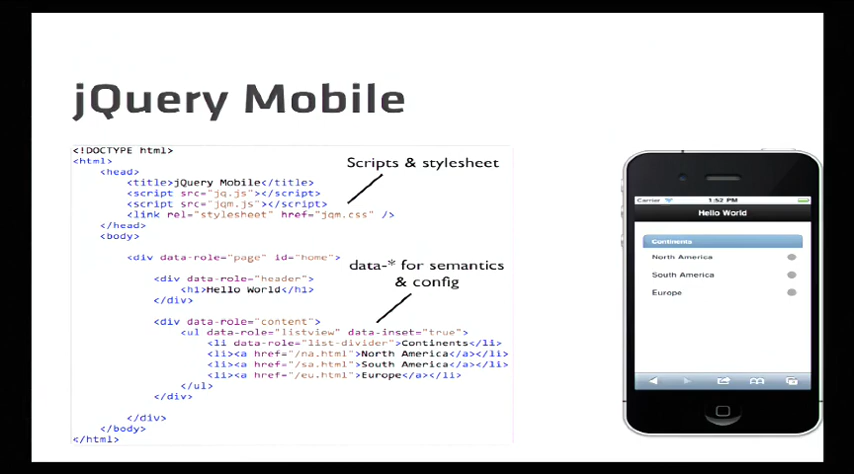 jQuery Mobile
<!DOCTYPE html>
<html>
<head>
<title>jQuery Mobile</title>
<script src="jq.js"></script>
<script src="jqm.js"></script>
<link rel="stylesheet" href="jqm.css" />
</head>
<body>
<div data-role="page" id="home">
<div data-role="header">
<h1>Hello World</h1>
</div>
<div data-role="content">
<ul data-role="listview" data-inset="true">
<li data-role="list-divider">Continents</li>
<li><a href="/na.html">North America</a></li>
<li><a href="/sa.html">South America</a></li>
<li><a href="/eu.html">Europe</a></li>
</ul>
</div>
</div>
</body>
</html>
Scripts & stylesheet
data-* for semantics
& config
Carrier 1:52 PM
Hello World
Continents
North America
South America
Europe